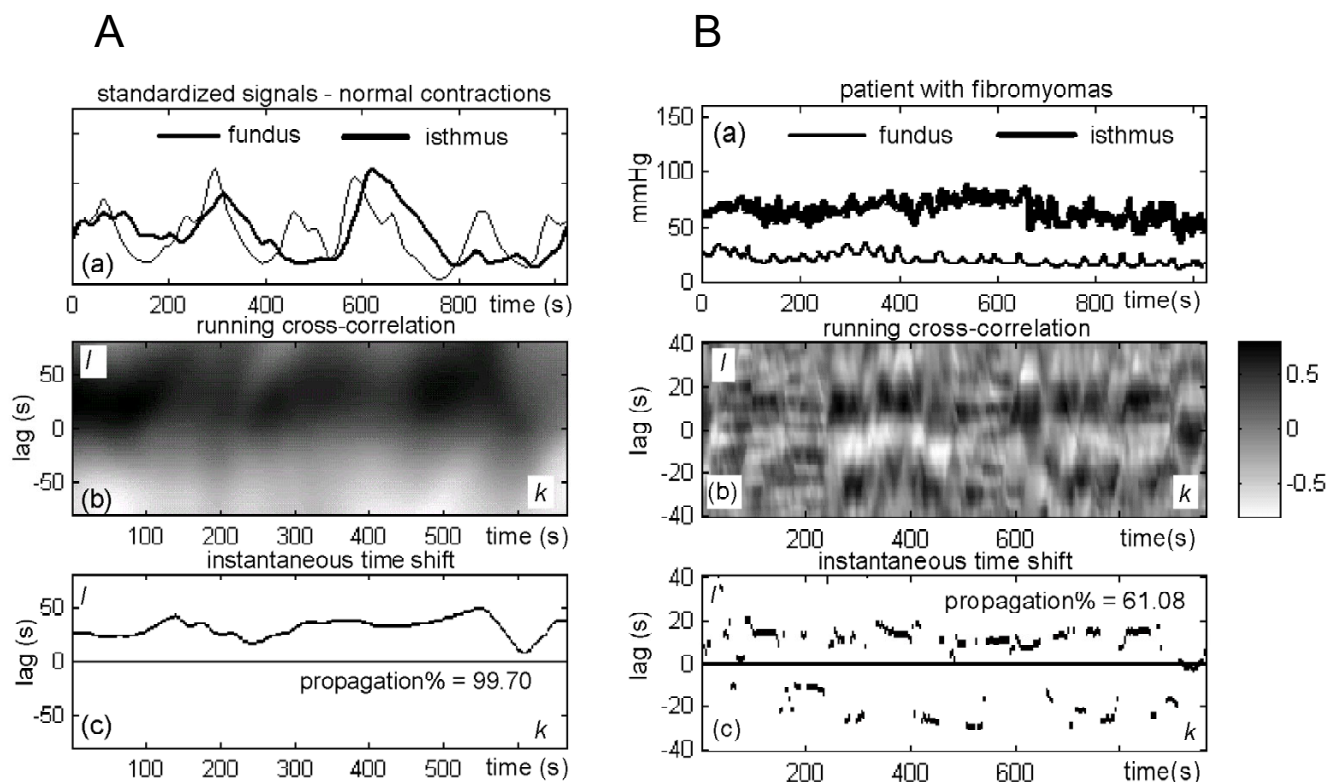 A
standardized signals - normal contractions
fundus
isthmus
(a)
0 200 400 600 800 time (s)
running cross-correlation
l
50
0
-50
lag (s)
(b)
k
100 200 300 400 500 time (s)
instantaneous time shift
l
50
0
-50
lag (s)
propagation% = 99.70
(c)
k
100 200 300 400 500 time (s)
B
patient with fibromyomas
(a)
fundus
isthmus
150
100
50
0
mmHg
0 200 400 600 800 time(s)
running cross-correlation
l
40
20
0
-20
-40
lag (s)
(b)
k
200 400 600 time(s)
0.5
0
-0.5
instantaneous time shift
l
40
20
0
-20
-40
lag (s)
propagation% = 61.08
(c)
k
200 400 600 800 time(s)